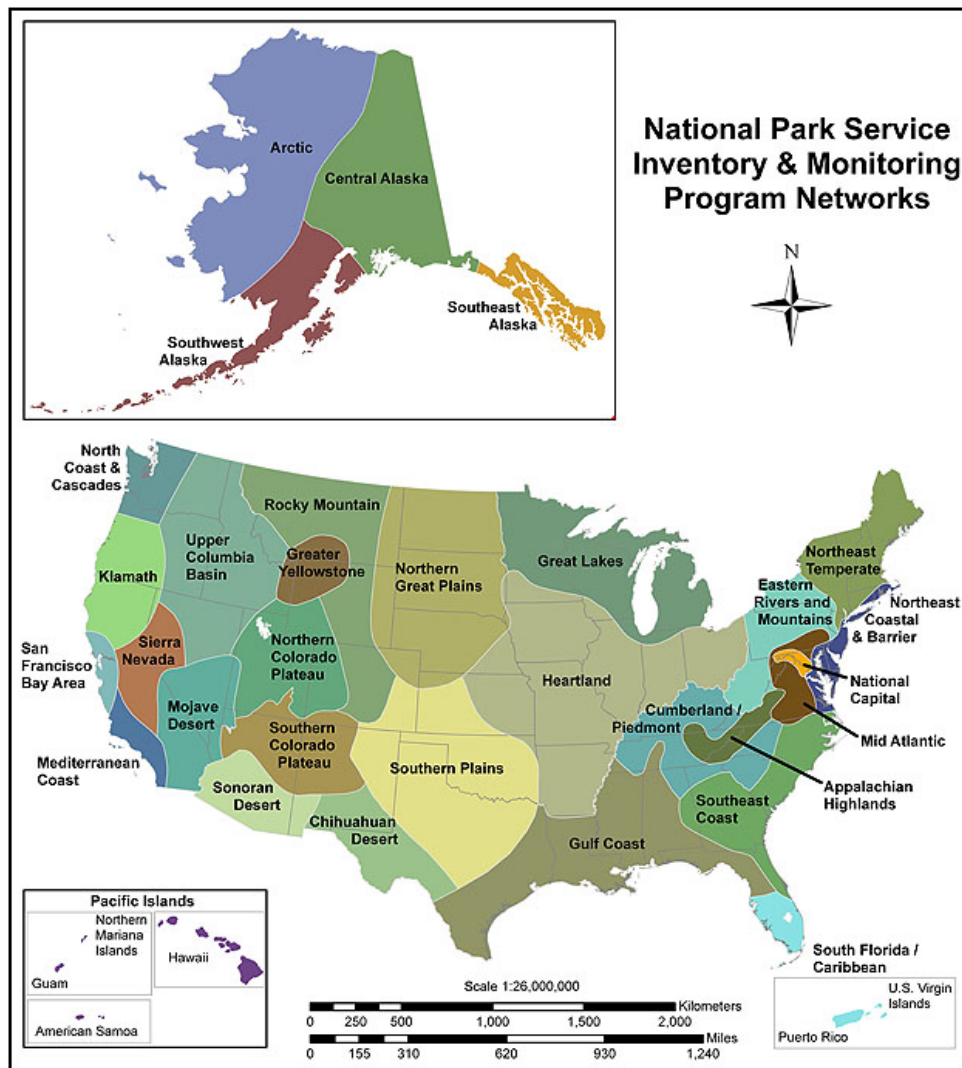 National Park Service
Inventory & Monitoring
Program Networks
N
Arctic
Central Alaska
Southwest
Alaska
Southeast
Alaska
North
Coast &
Cascades
Rocky Mountain
Upper
Columbia
Basin
Greater
Yellowstone
Klamath
Northern
Great Plains
Great Lakes
Northeast
Temperate
Eastern
Rivers and
Mountains
Northeast
Coastal
& Barrier
San
Francisco
Bay Area
Sierra
Nevada
Northern
Colorado
Plateau
Heartland
National
Capital
Mojave
Desert
Cumberland /
Piedmont
Mid Atlantic
Mediterranean
Coast
Southern
Colorado
Plateau
Southern Plains
Appalachian
Highlands
Sonoran
Desert
Chihuahuan
Desert
Southeast
Coast
Gulf Coast
South Florida /
Caribbean
Pacific Islands
Northern
Mariana
Islands
Guam
Hawaii
American Samoa
Scale 1:26,000,000
Kilometers
0 250 500 1,000 1,500 2,000
Miles
0 155 310 620 930 1,240
U.S. Virgin
Islands
Puerto Rico